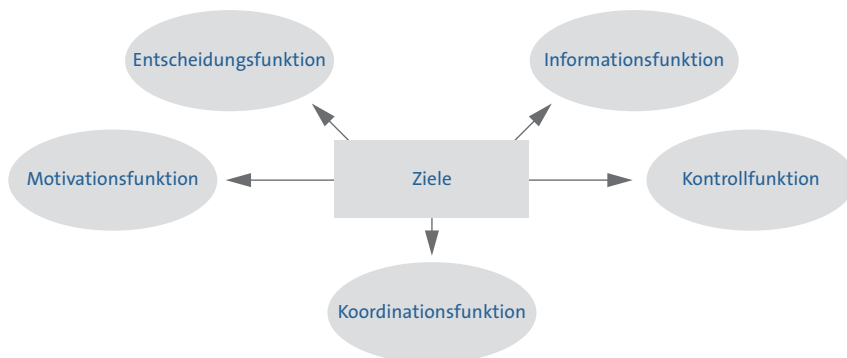 Entscheidungsfunktion
Informationsfunktion
Motivationsfunktion
Ziele
Kontrollfunktion
Koordinationsfunktion